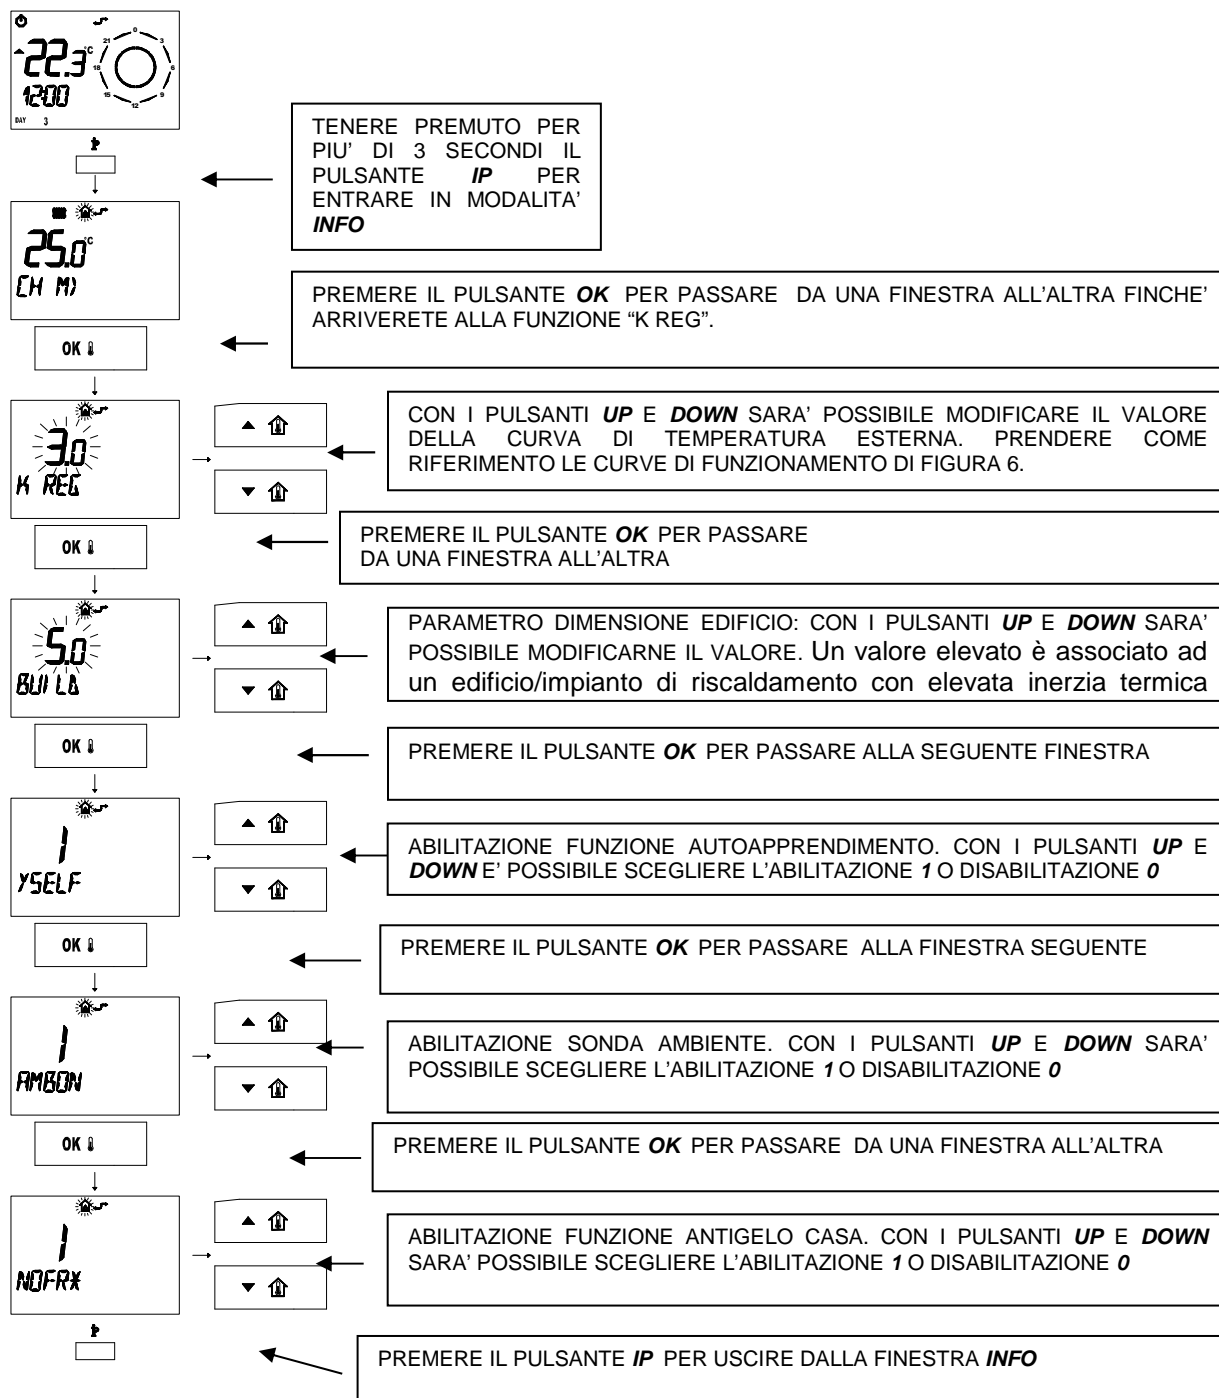 22.3°C
0
3
6
9
12
15
18
21
12:00
DAY 3
TENERE PREMUTO PER
PIU' DI 3 SECONDI IL
PULSANTE IP PER
ENTRARE IN MODALITA'
INFO
25.0°C
CH M)
PREMERE IL PULSANTE OK PER PASSARE DA UNA FINESTRA ALL'ALTRA FINCHE'
ARRIVERETE ALLA FUNZIONE “K REG”.
OK
3.0
K REG
CON I PULSANTI UP E DOWN SARA' POSSIBILE MODIFICARE IL VALORE
DELLA CURVA DI TEMPERATURA ESTERNA. PRENDERE COME
RIFERIMENTO LE CURVE DI FUNZIONAMENTO DI FIGURA 6.
OK
PREMERE IL PULSANTE OK PER PASSARE
DA UNA FINESTRA ALL'ALTRA
5.0
BUILD
PARAMETRO DIMENSIONE EDIFICIO: CON I PULSANTI UP E DOWN SARA'
POSSIBILE MODIFICARNE IL VALORE. Un valore elevato è associato ad
un edificio/impianto di riscaldamento con elevata inerzia termica
OK
PREMERE IL PULSANTE OK PER PASSARE ALLA SEGUENTE FINESTRA
1
YSELF
ABILITAZIONE FUNZIONE AUTOAPPRENDIMENTO. CON I PULSANTI UP E
DOWN E' POSSIBILE SCEGLIERE L'ABILITAZIONE 1 O DISABILITAZIONE 0
OK
PREMERE IL PULSANTE OK PER PASSARE ALLA FINESTRA SEGUENTE
1
AMBON
ABILITAZIONE SONDA AMBIENTE. CON I PULSANTI UP E DOWN SARA'
POSSIBILE SCEGLIERE L'ABILITAZIONE 1 O DISABILITAZIONE 0
OK
PREMERE IL PULSANTE OK PER PASSARE DA UNA FINESTRA ALL'ALTRA
1
NOFRX
ABILITAZIONE FUNZIONE ANTIGELO CASA. CON I PULSANTI UP E DOWN
SARA' POSSIBILE SCEGLIERE L'ABILITAZIONE 1 O DISABILITAZIONE 0
PREMERE IL PULSANTE IP PER USCIRE DALLA FINESTRA INFO